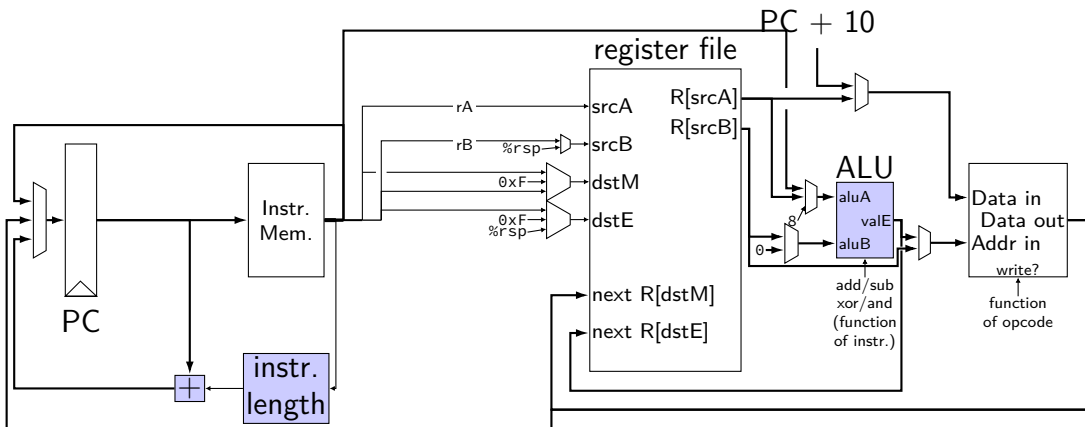 PC + 10
register file
rA
srcA
R[srcA]
R[srcB]
rB
%rsp
srcB
0xF
dstM
0xF
%rsp
dstE
ALU
aluA
valE
aluB
8
0
Instr.
Mem.
Data in
Data out
Addr in
write?
next R[dstM]
next R[dstE]
add/sub
xor/and
(function
of instr.)
function
of opcode
PC
+
instr.
length